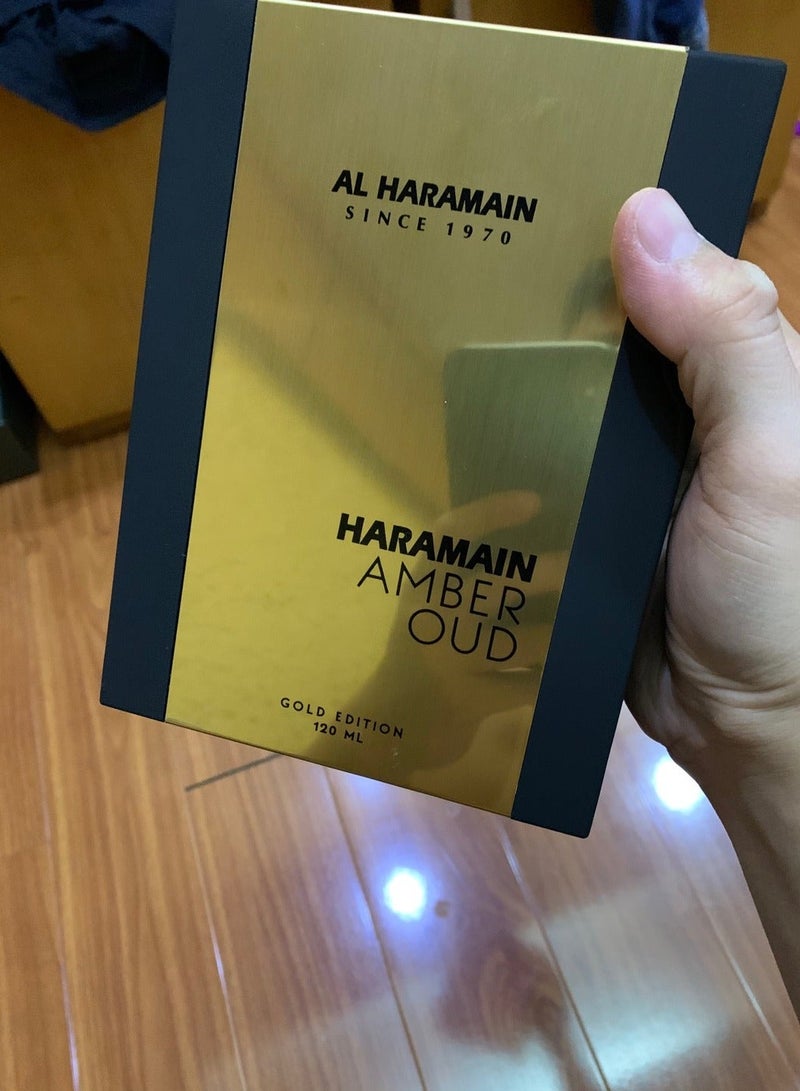 AL HARAMAIN
SINCE 1970
HARAMAIN
AMBER
OUD
GOLD EDITION
120 ML